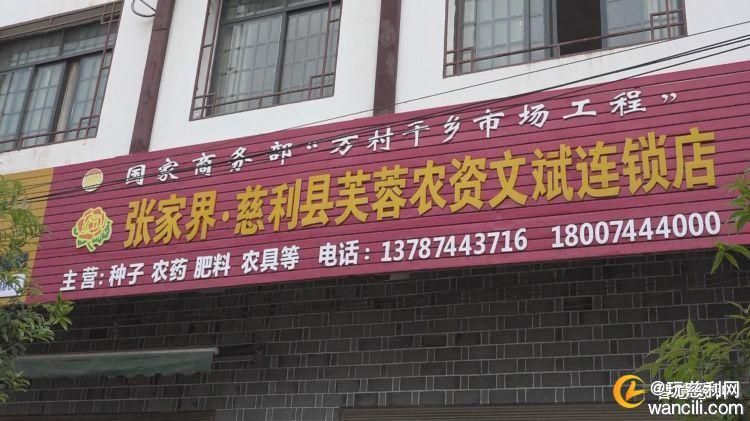 国家商务部“万村千乡市场工程”
张家界·慈利县芙蓉农资文斌连锁店
主营:种子 农药 肥料 农具等 电话:13787443716 18007444000
@玩慈利网
wancili.com